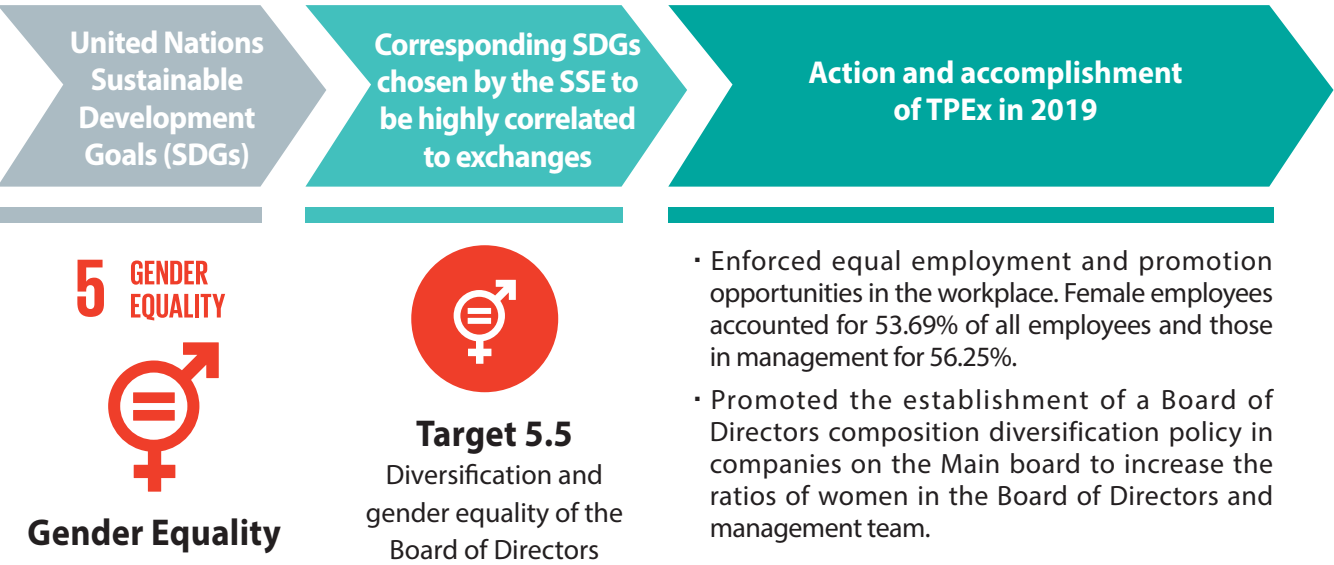 United Nations
Sustainable
Development
Goals (SDGs)
Corresponding SDGs
chosen by the SSE to
be highly correlated
to exchanges
Action and accomplishment
of TPEx in 2019
5 GENDER
EQUALITY
Gender Equality
Target 5.5
Diversification and
gender equality of the
Board of Directors
· Enforced equal employment and promotion
opportunities in the workplace. Female employees
accounted for 53.69% of all employees and those
in management for 56.25%.
· Promoted the establishment of a Board of
Directors composition diversification policy in
companies on the Main board to increase the
ratios of women in the Board of Directors and
management team.